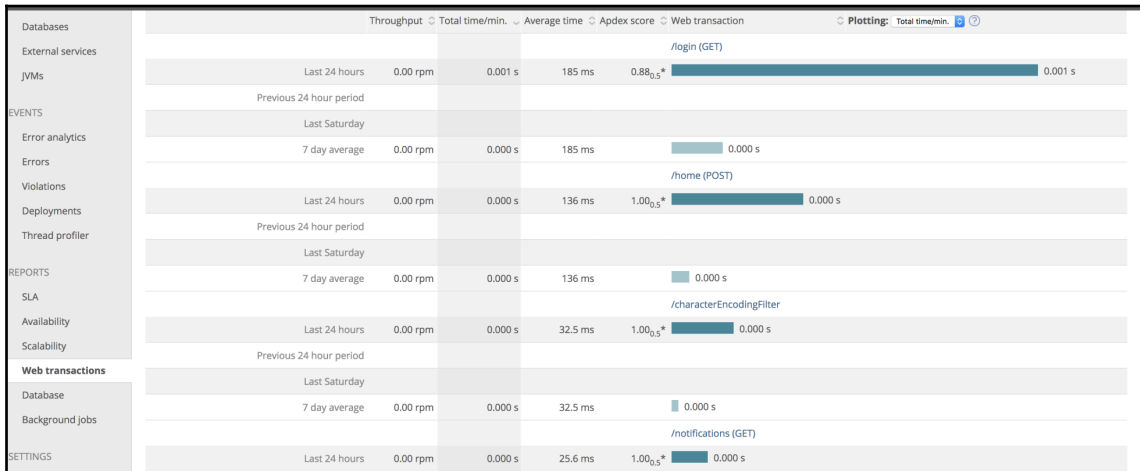 Throughput Total time/min. Average time Apdex score Web transaction Plotting: Total time/min. ?
Databases
External services
JVMs
EVENTS
Error analytics
Errors
Violations
Deployments
Thread profiler
REPORTS
SLA
Availability
Scalability
Web transactions
Database
Background jobs
SETTINGS
/login (GET)
Last 24 hours 0.00 rpm 0.001 s 185 ms 0.88 0.5* 0.001 s
Previous 24 hour period
Last Saturday
7 day average 0.00 rpm 0.000 s 185 ms 0.000 s
/home (POST)
Last 24 hours 0.00 rpm 0.000 s 136 ms 1.00 0.5* 0.000 s
Previous 24 hour period
Last Saturday
7 day average 0.00 rpm 0.000 s 136 ms 0.000 s
/characterEncodingFilter
Last 24 hours 0.00 rpm 0.000 s 32.5 ms 1.00 0.5* 0.000 s
Previous 24 hour period
Last Saturday
7 day average 0.00 rpm 0.000 s 32.5 ms 0.000 s
/notifications (GET)
Last 24 hours 0.00 rpm 0.000 s 25.6 ms 1.00 0.5* 0.000 s